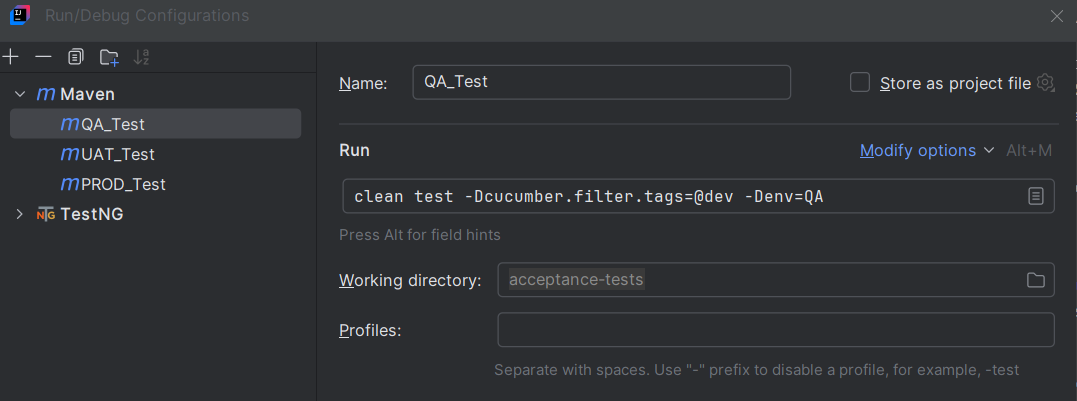 Run/Debug Configurations
Maven
QA_Test
UAT_Test
PROD_Test
TestNG
Name: QA_Test Store as project file
Run Modify options Alt+M
clean test -Dcucumber.filter.tags=@dev -Denv=QA
Press Alt for field hints
Working directory: acceptance-tests
Profiles:
Separate with spaces. Use "-" prefix to disable a profile, for example, -test